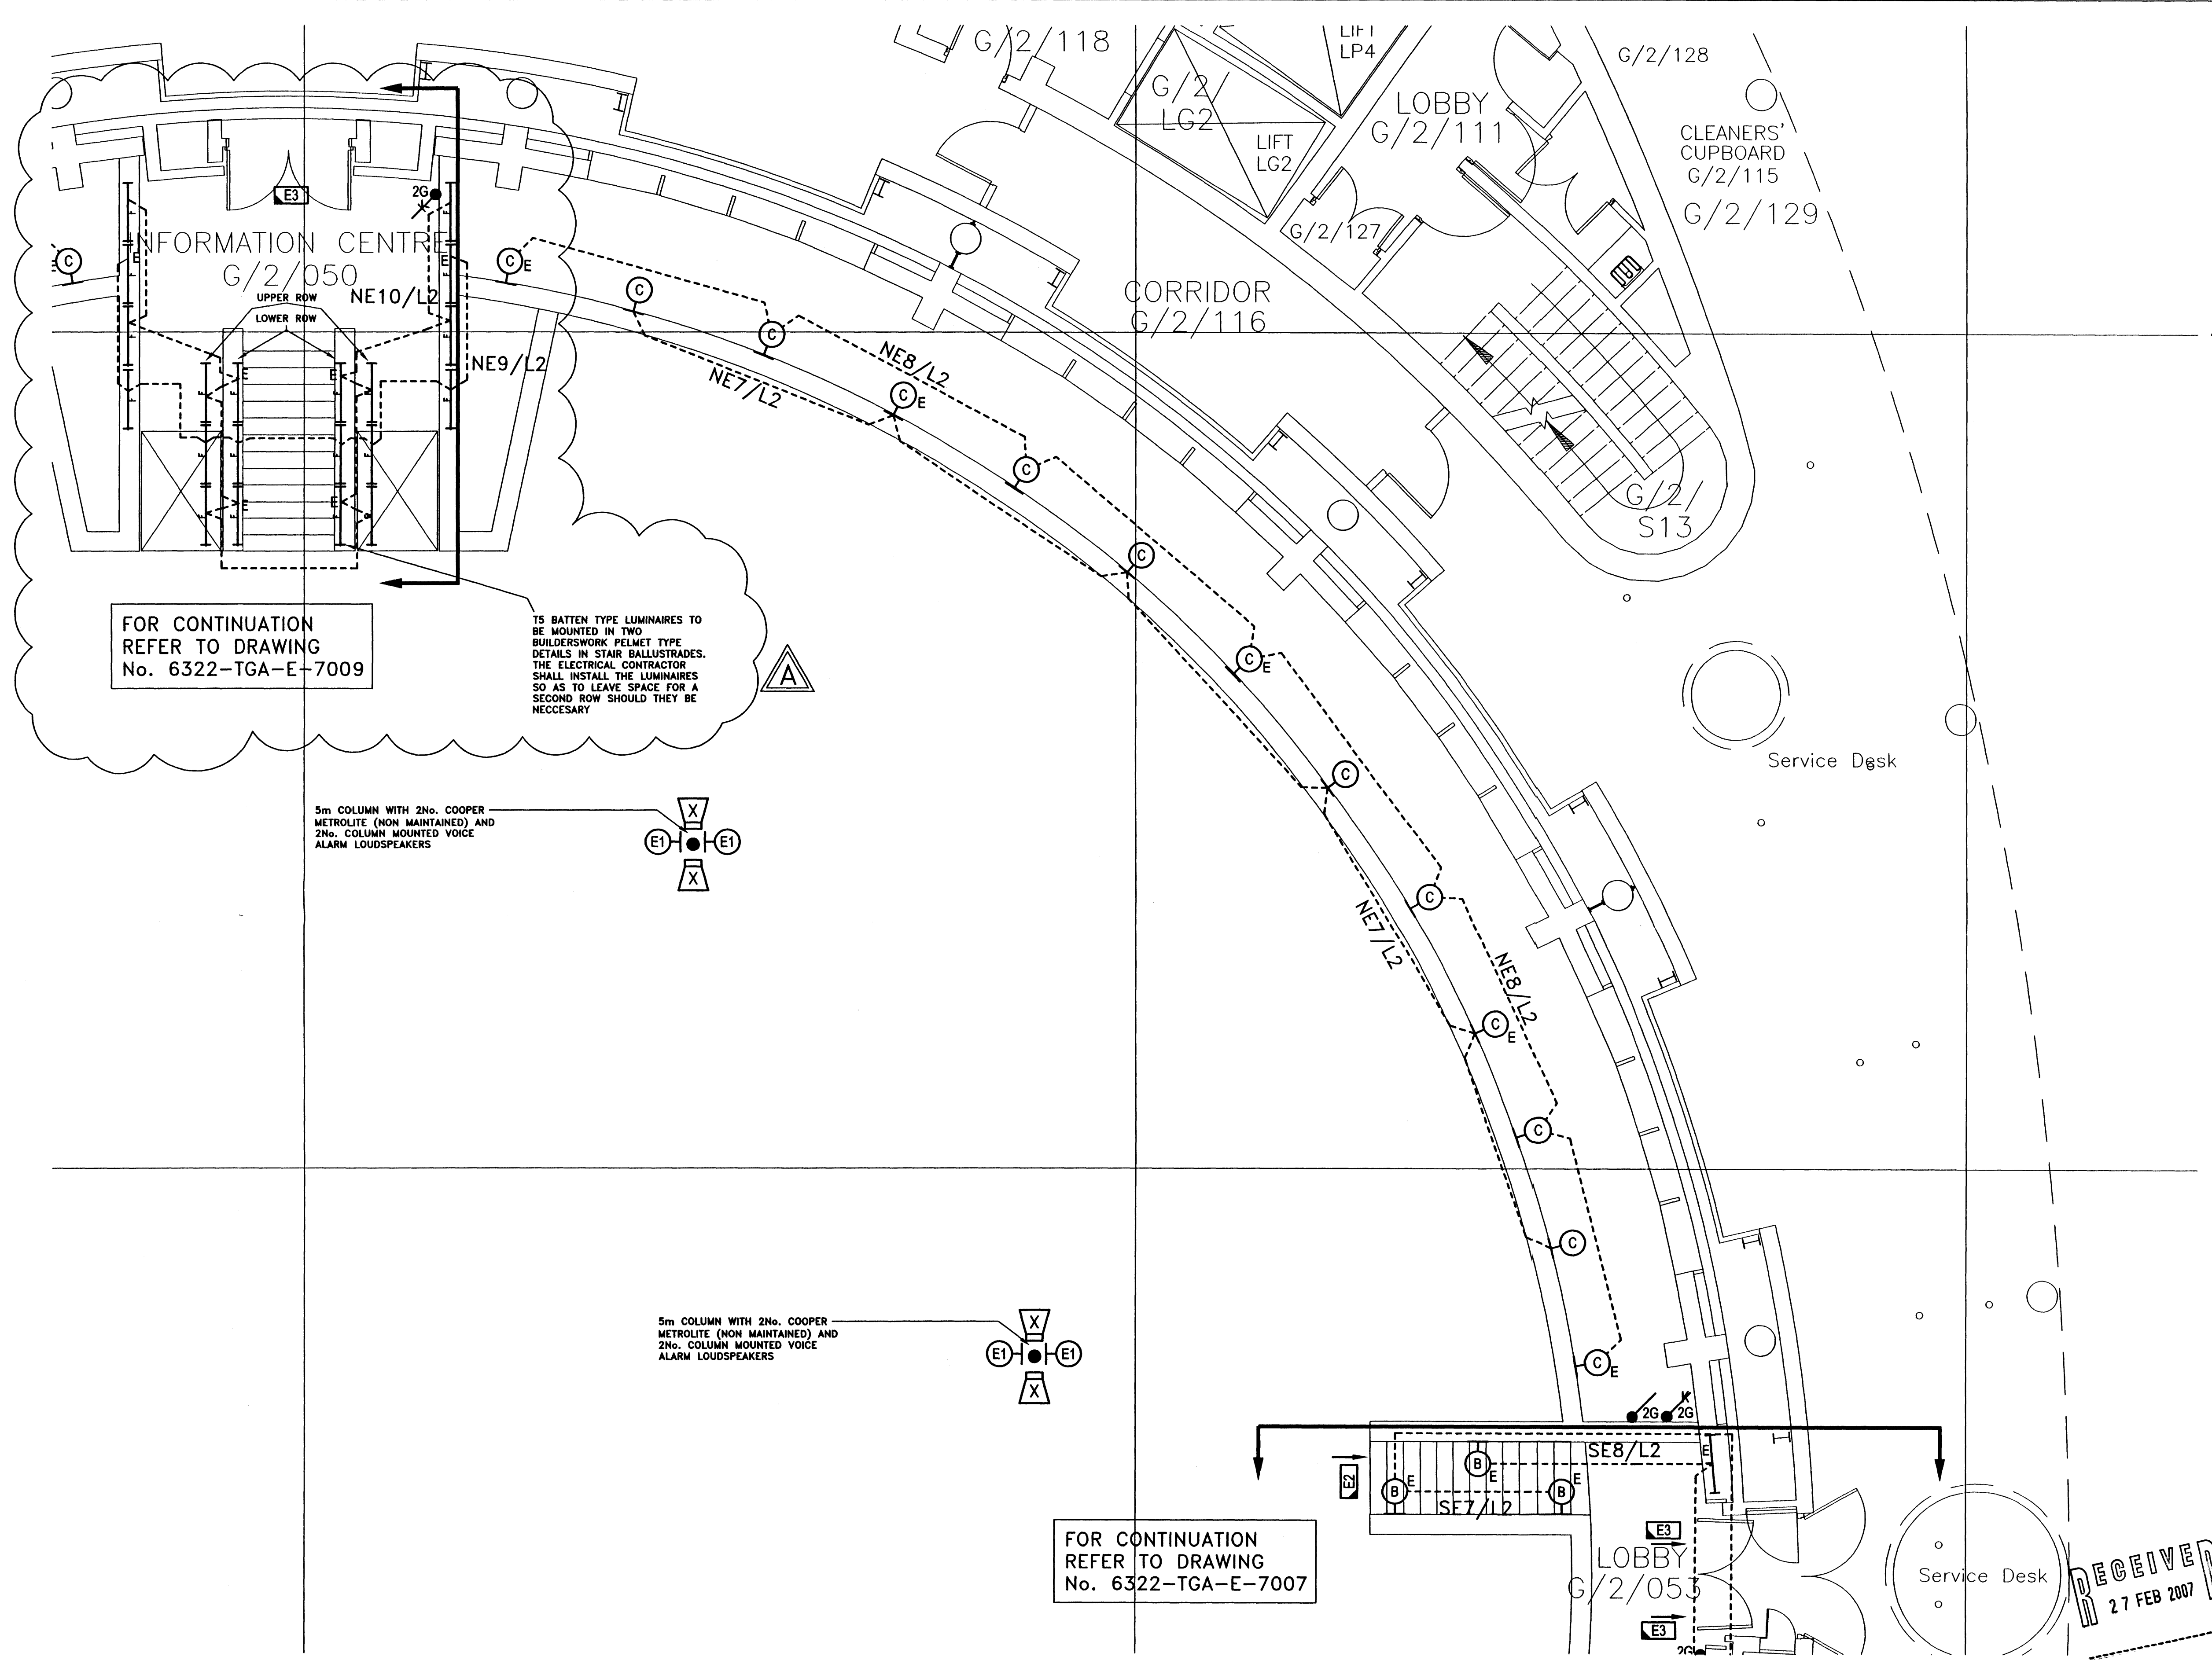 G/2/118
G/2/
LG2
LIFT
LG2
LIFT
LP4
LOBBY
G/2/111
G/2/128
CLEANERS'
CUPBOARD
G/2/115
G/2/129
G/2/127
CORRIDOR
G/2/116
G/2/
S13
E3
2G
INFORMATION CENTRE
G/2/050
UPPER ROW
LOWER ROW
NE10/L2
NE9/L2
C
E
C
E
C
C
C
E
C
C
C
E
C
C
C
E
C
C
C
E
NE7/L2
NE8/L2
NE7/L2
NE8/L2
FOR CONTINUATION
REFER TO DRAWING
No. 6322-TGA-E-7009
T5 BATTEN TYPE LUMINAIRES TO
BE MOUNTED IN TWO
BUILDERSWORK PELMET TYPE
DETAILS IN STAIR BALLUSTRADES.
THE ELECTRICAL CONTRACTOR
SHALL INSTALL THE LUMINAIRES
SO AS TO LEAVE SPACE FOR A
SECOND ROW SHOULD THEY BE
NECCESARY
A
Service Desk
5m COLUMN WITH 2No. COOPER
METROLITE (NON MAINTAINED) AND
2No. COLUMN MOUNTED VOICE
ALARM LOUDSPEAKERS
X
E1 E1
X
5m COLUMN WITH 2No. COOPER
METROLITE (NON MAINTAINED) AND
2No. COLUMN MOUNTED VOICE
ALARM LOUDSPEAKERS
X
E1 E1
X
2G 2G
SE8/L2
E
E2
B E
B E
B E
SE7/L2
FOR CONTINUATION
REFER TO DRAWING
No. 6322-TGA-E-7007
E3
LOBBY
G/2/053
E3
2G
Service Desk
RECEIVED
27 FEB 2007